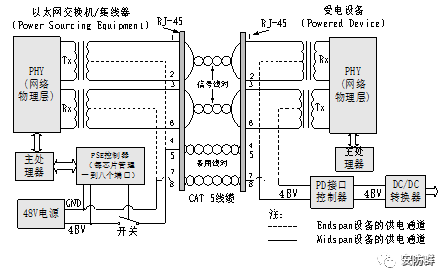 以太网交换机/集线器
(Power Sourcing Equipment)
RJ-45
RJ-45
受电设备
(Powered Device)
1
1
PHY
(网络
物理层)
Tx
Rx
2
3
6
4
5
7
8
信号线对
备用线对
CAT 5线缆
2
3
6
4
5
7
8
Tx
Rx
PHY
(网络
物理层)
主处
理器
PSE控制器
(每芯片管理
一到八个端口)
主处
理器
48V电源
GND
48V
开关
48V
PD接口
控制器
48V
DC/DC
转换器
注:
Endspan设备的供电通道
Midspan设备的供电通道
安防群